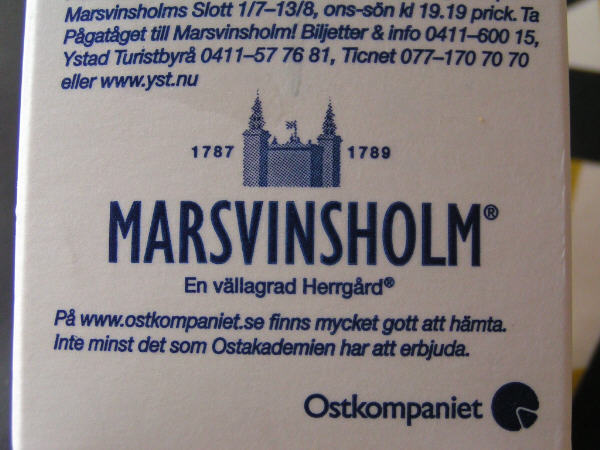 Marsvinsholms Slott 1/7–13/8, ons-sön kl 19.19 prick. Ta
Pågatåget till Marsvinsholm! Biljetter & info 0411–600 15,
Ystad Turistbyrå 0411–57 76 81, Ticnet 077–170 70 70
eller www.yst.nu
1787 1789
MARSVINSHOLM®
En vällagrad Herrgård®
På www.ostkompaniet.se finns mycket gott att hämta.
Inte minst det som Ostakademien har att erbjuda.
Ostkompaniet